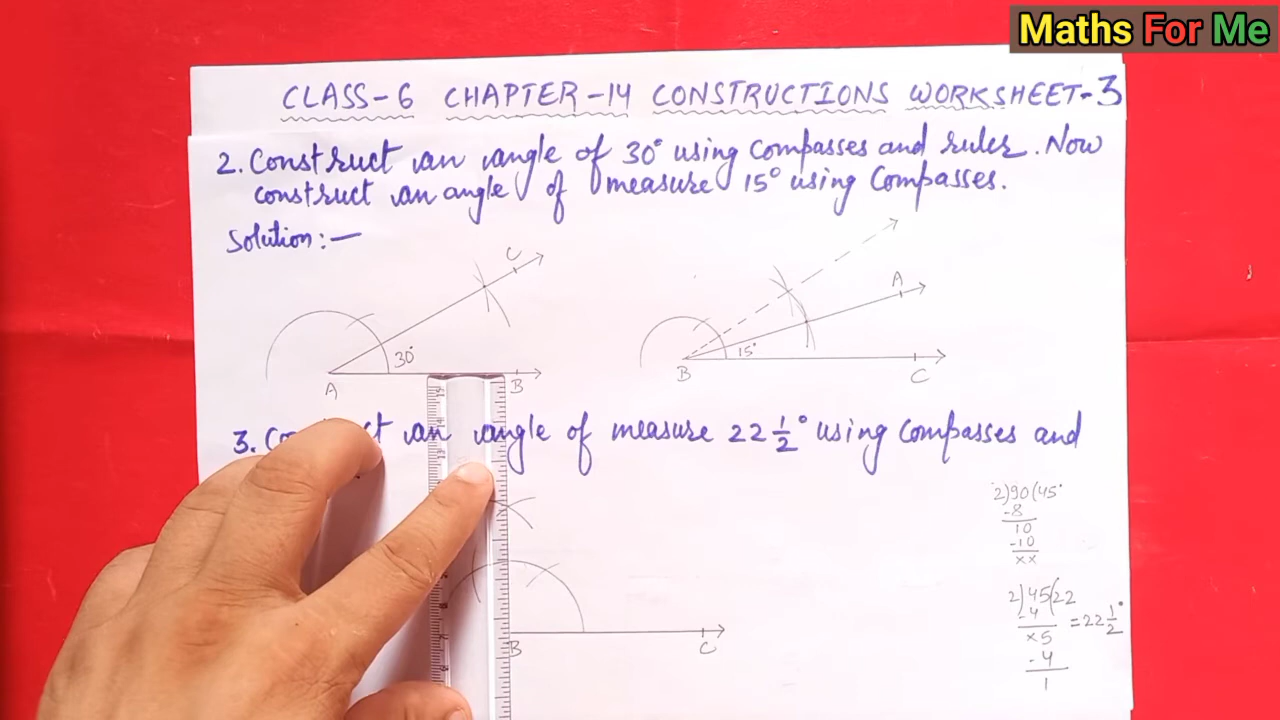 Maths For Me
CLASS-6 CHAPTER-14 CONSTRUCTIONS WORKSHEET-3
2. Construct an angle of 30° using compasses and ruler. Now
construct an angle of measure 15° using compasses.
Solution:-
C
30°
A
B
A
15°
B
C
3. an angle of measure 22 1/2° using compasses and
B
C
2)90(45°
-8
10
-10
xx
2)45(22
-4
x5
=22 1/2°
-4
1